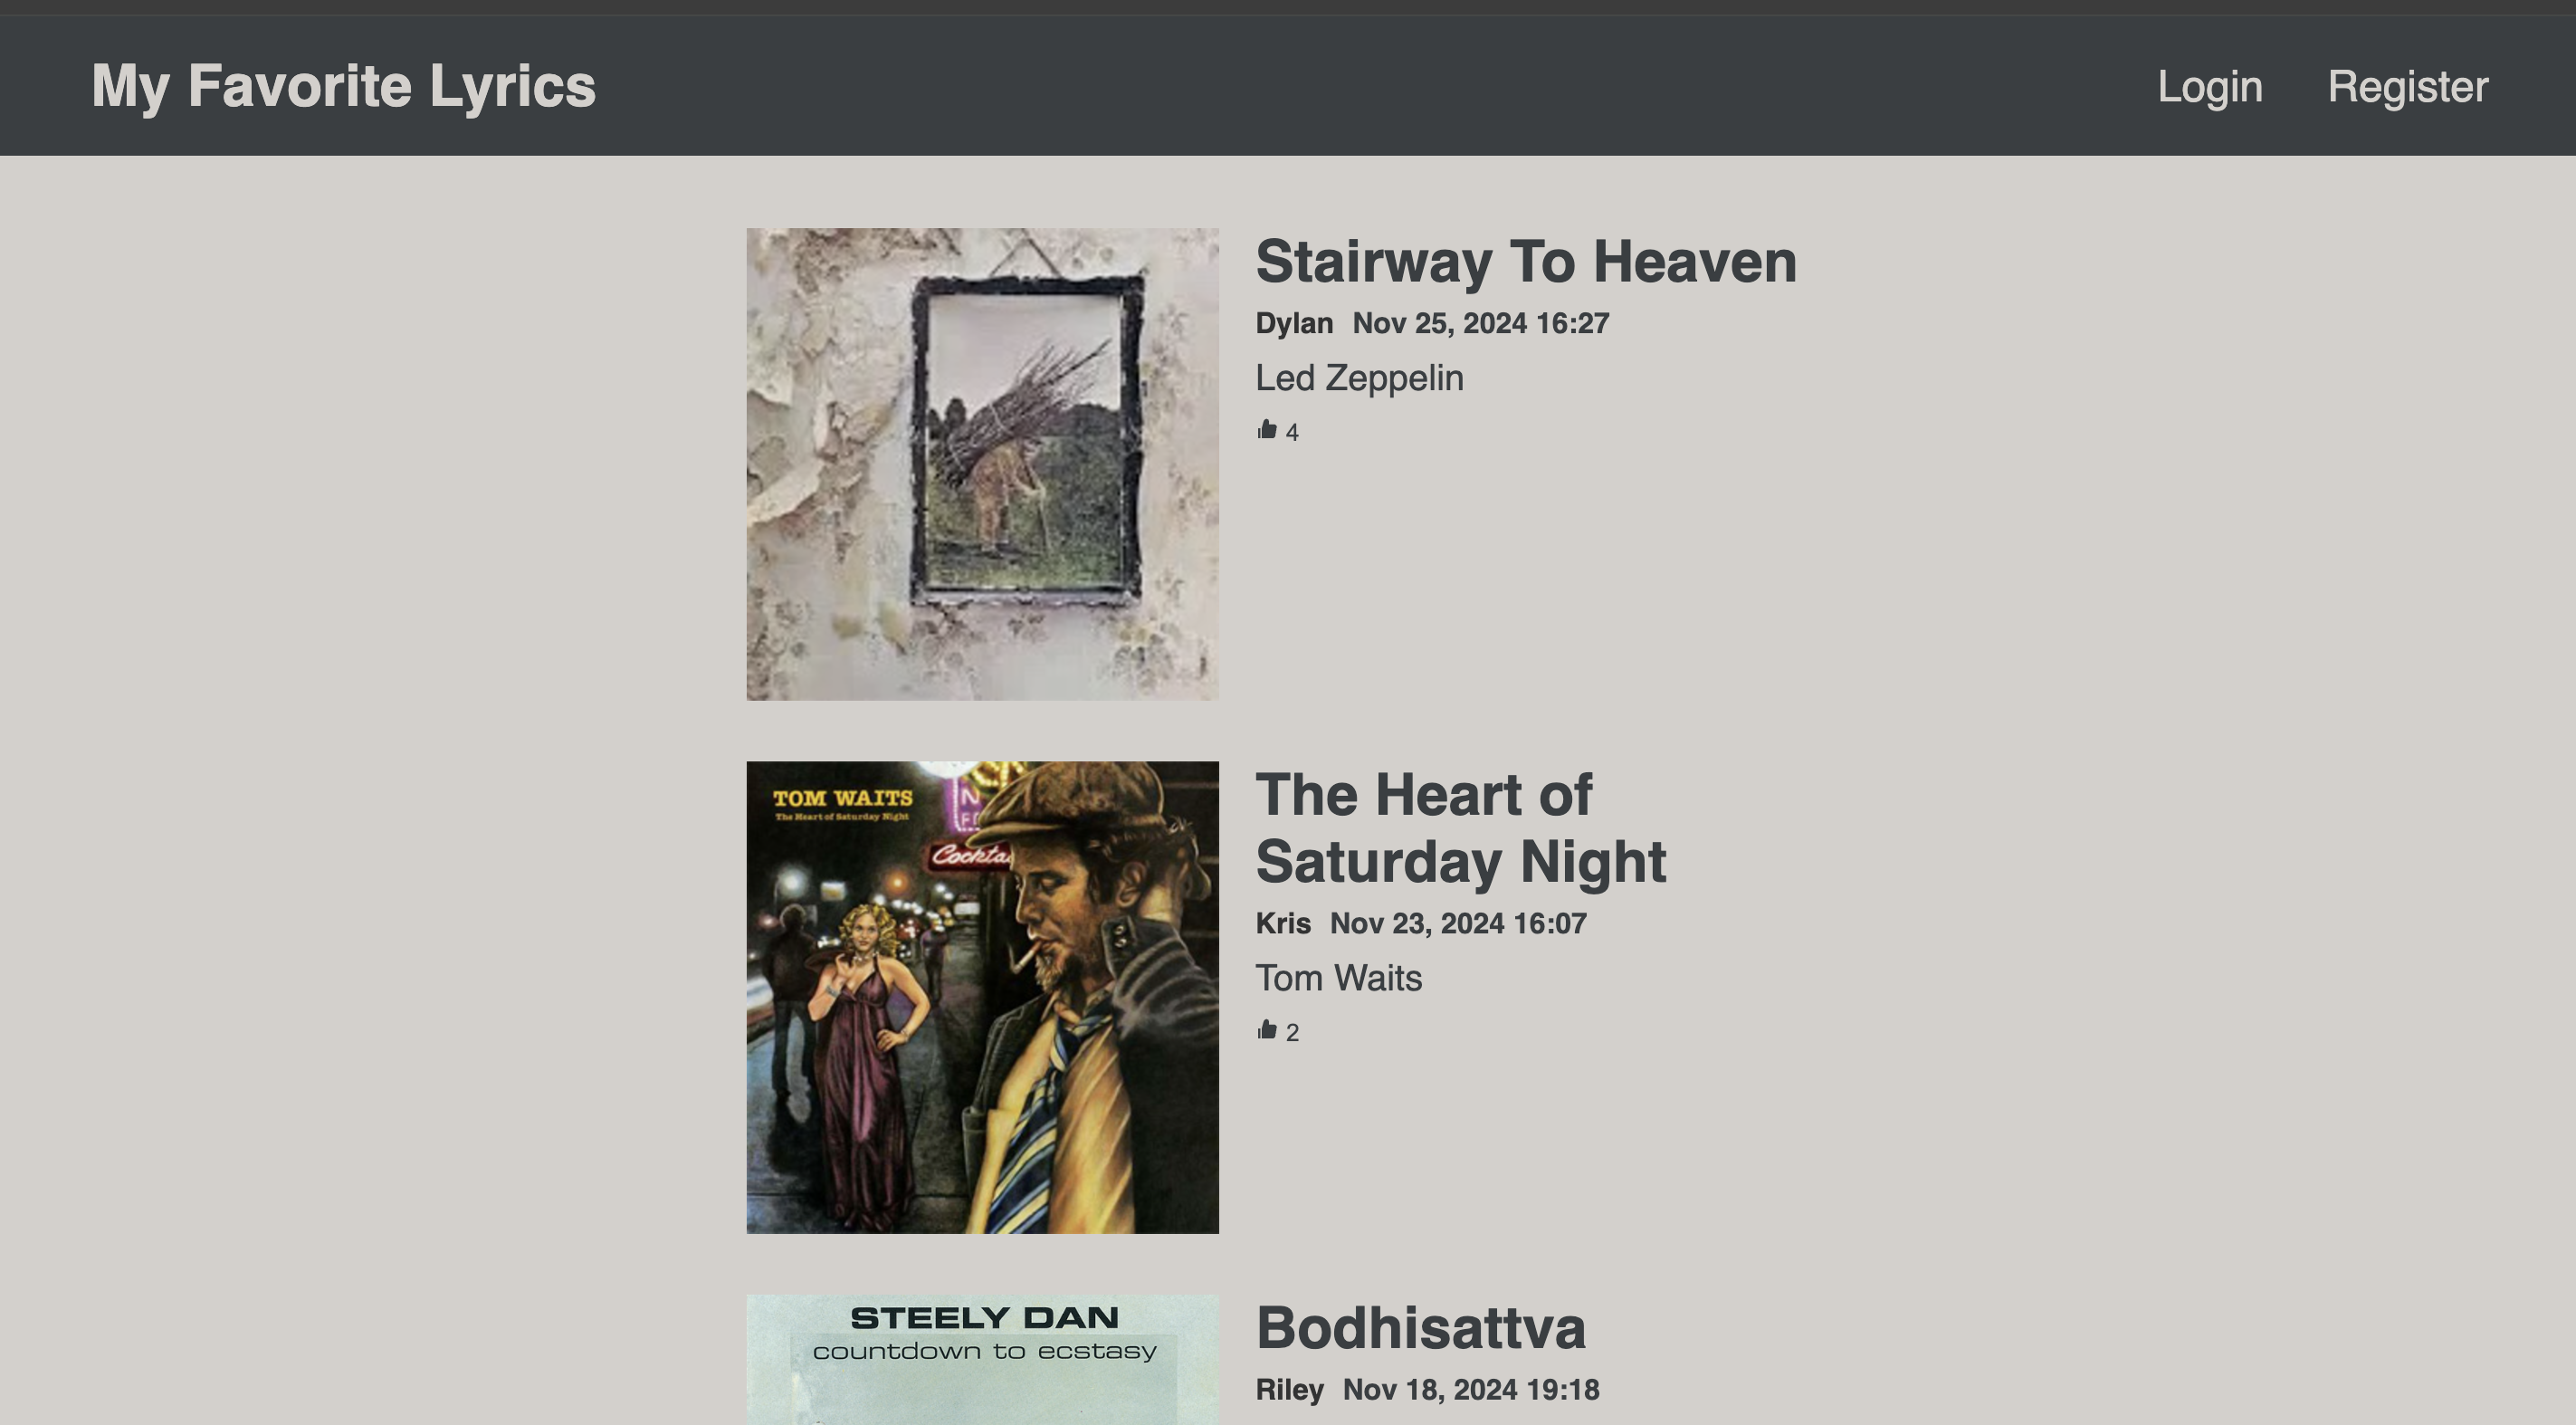 My Favorite Lyrics
Login
Register
Stairway To Heaven
Dylan Nov 25, 2024 16:27
Led Zeppelin
4
TOM WAITS
The Heart of Saturday Night
Cockta
The Heart of
Saturday Night
Kris Nov 23, 2024 16:07
Tom Waits
2
STEELY DAN
countdown to ecstasy
Bodhisattva
Riley Nov 18, 2024 19:18